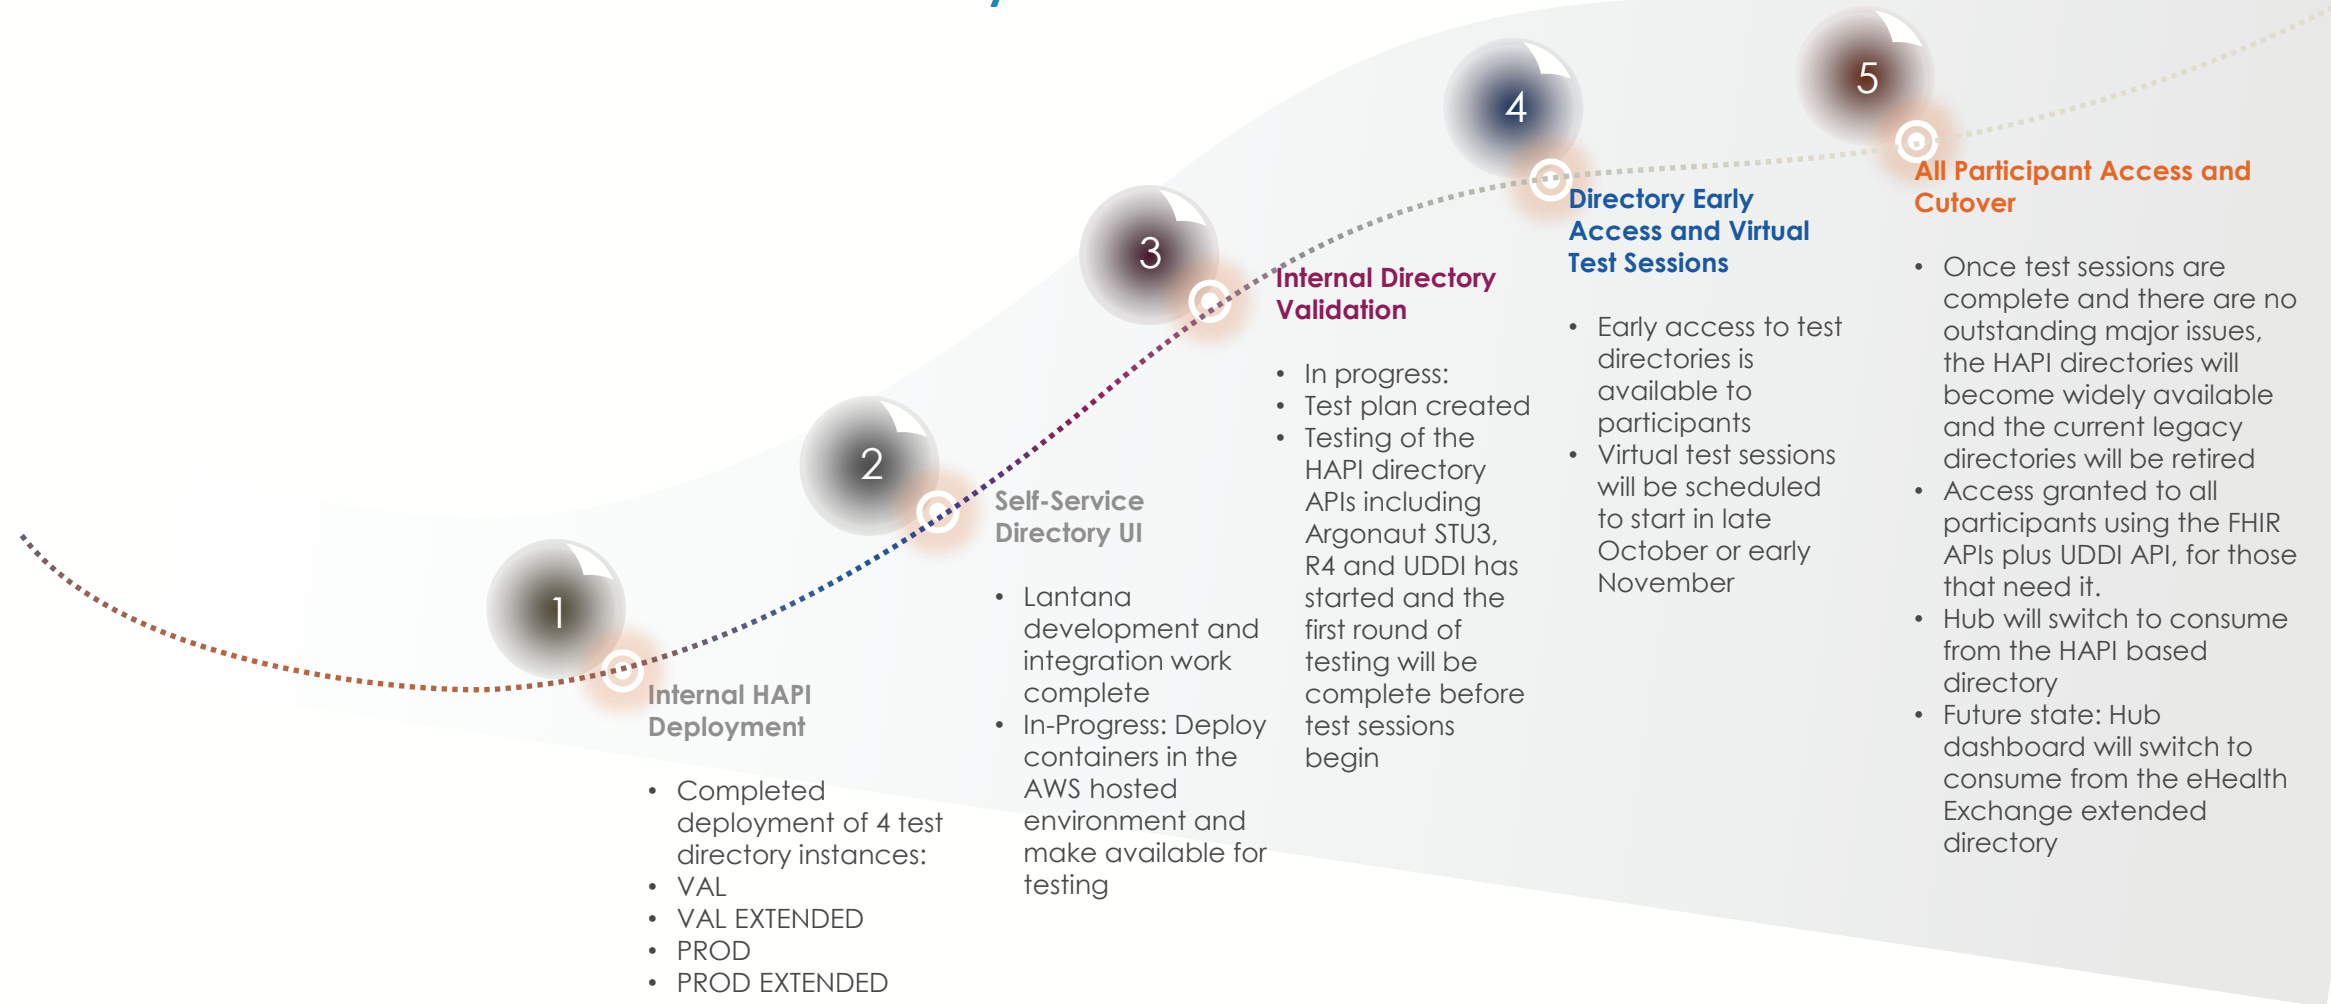 1
Internal HAPI
Deployment
• Completed
deployment of 4 test
directory instances:
• VAL
• VAL EXTENDED
• PROD
• PROD EXTENDED
2
Self-Service
Directory UI
• Lantana
development and
integration work
complete
• In-Progress: Deploy
containers in the
AWS hosted
environment and
make available for
testing
3
Internal Directory
Validation
• In progress:
• Test plan created
• Testing of the
HAPI directory
APIs including
Argonaut STU3,
R4 and UDDI has
started and the
first round of
testing will be
complete before
test sessions
begin
4
Directory Early
Access and Virtual
Test Sessions
• Early access to test
directories is
available to
participants
• Virtual test sessions
will be scheduled
to start in late
October or early
November
5
All Participant Access and
Cutover
• Once test sessions are
complete and there are no
outstanding major issues,
the HAPI directories will
become widely available
and the current legacy
directories will be retired
• Access granted to all
participants using the FHIR
APIs plus UDDI API, for those
that need it.
• Hub will switch to consume
from the HAPI based
directory
• Future state: Hub
dashboard will switch to
consume from the eHealth
Exchange extended
directory